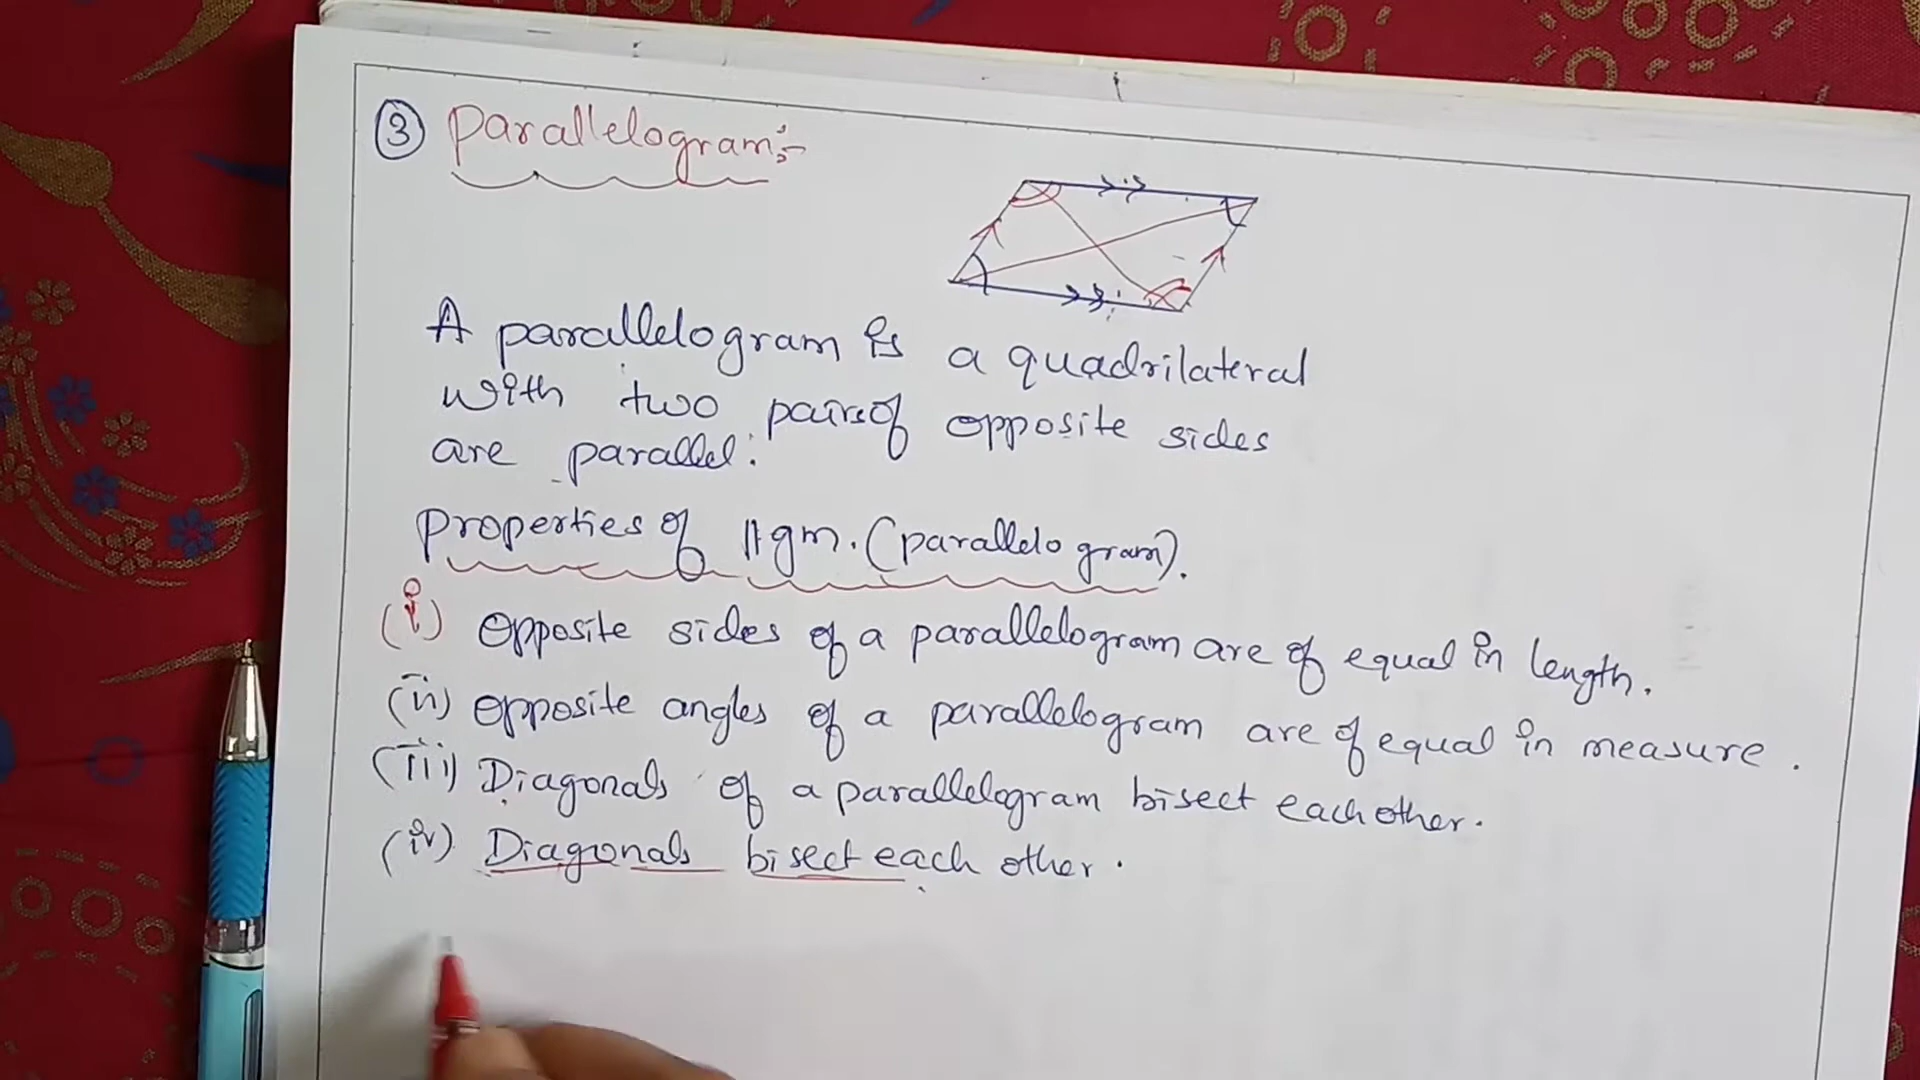 ③ Parallelogram:-
A parallelogram is a quadrilateral
with two pairs of opposite sides
are parallel.
Properties of ||gm. (parallelogram).
(i) Opposite sides of a parallelogram are of equal in length.
(ii) Opposite angles of a parallelogram are of equal in measure.
(iii) Diagonals of a parallelogram bisect each other.
(iv) Diagonals bisect each other.